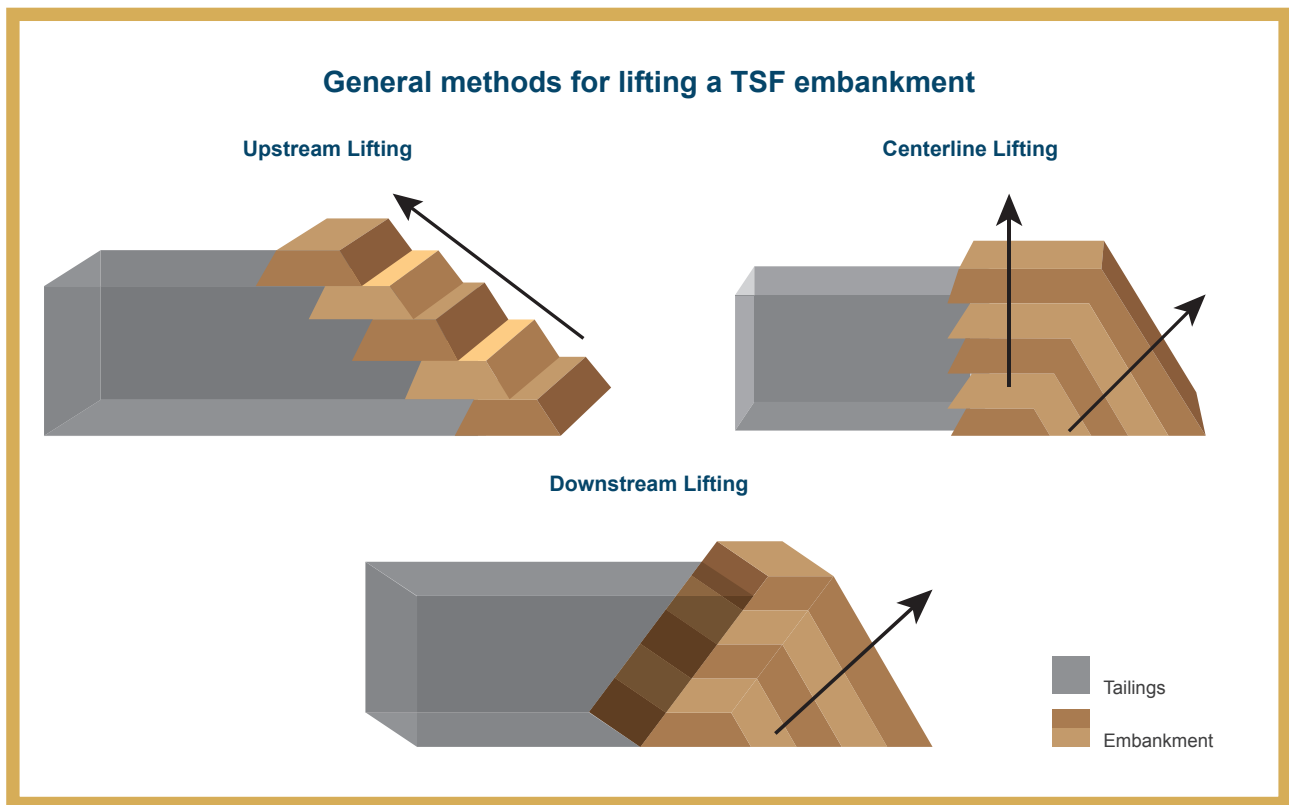 General methods for lifting a TSF embankment
Upstream Lifting
Centerline Lifting
Downstream Lifting
Tailings
Embankment